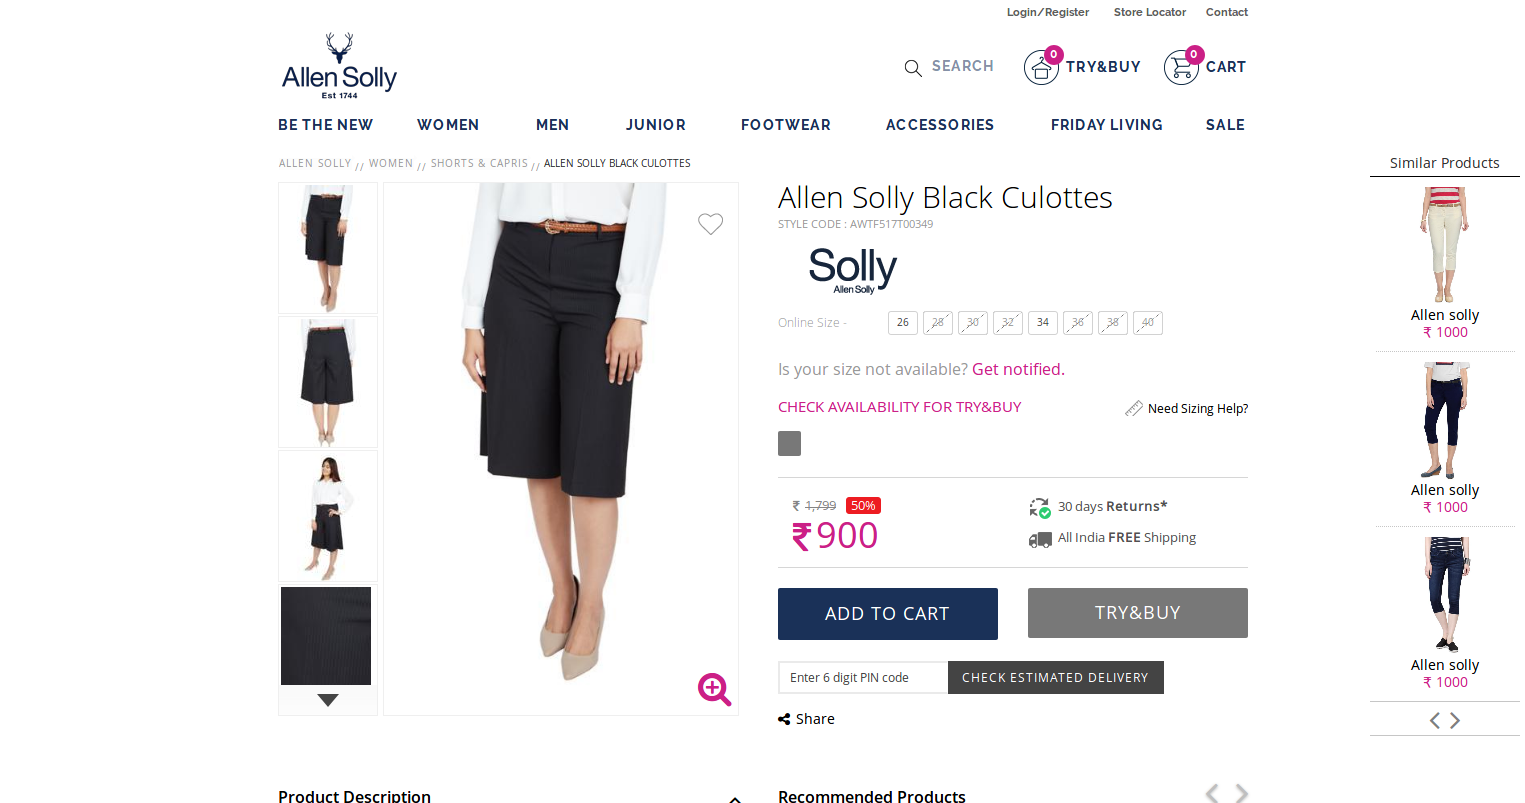 Login/Register Store Locator Contact
Allen Solly
Est 1744
SEARCH 0 TRY&BUY 0 CART
BE THE NEW WOMEN MEN JUNIOR FOOTWEAR ACCESSORIES FRIDAY LIVING SALE
ALLEN SOLLY // WOMEN // SHORTS & CAPRIS // ALLEN SOLLY BLACK CULOTTES
Allen Solly Black Culottes
STYLE CODE : AWTF517T00349
Solly
Allen Solly
Online Size - 26 28 30 32 34 36 38 40
Is your size not available? Get notified.
CHECK AVAILABILITY FOR TRY&BUY
Need Sizing Help?
₹ 1,799 50%
₹ 900
30 days Returns*
All India FREE Shipping
ADD TO CART
TRY&BUY
Enter 6 digit PIN code
CHECK ESTIMATED DELIVERY
Share
Product Description
Recommended Products
Similar Products
Allen solly
₹ 1000
Allen solly
₹ 1000
Allen solly
₹ 1000